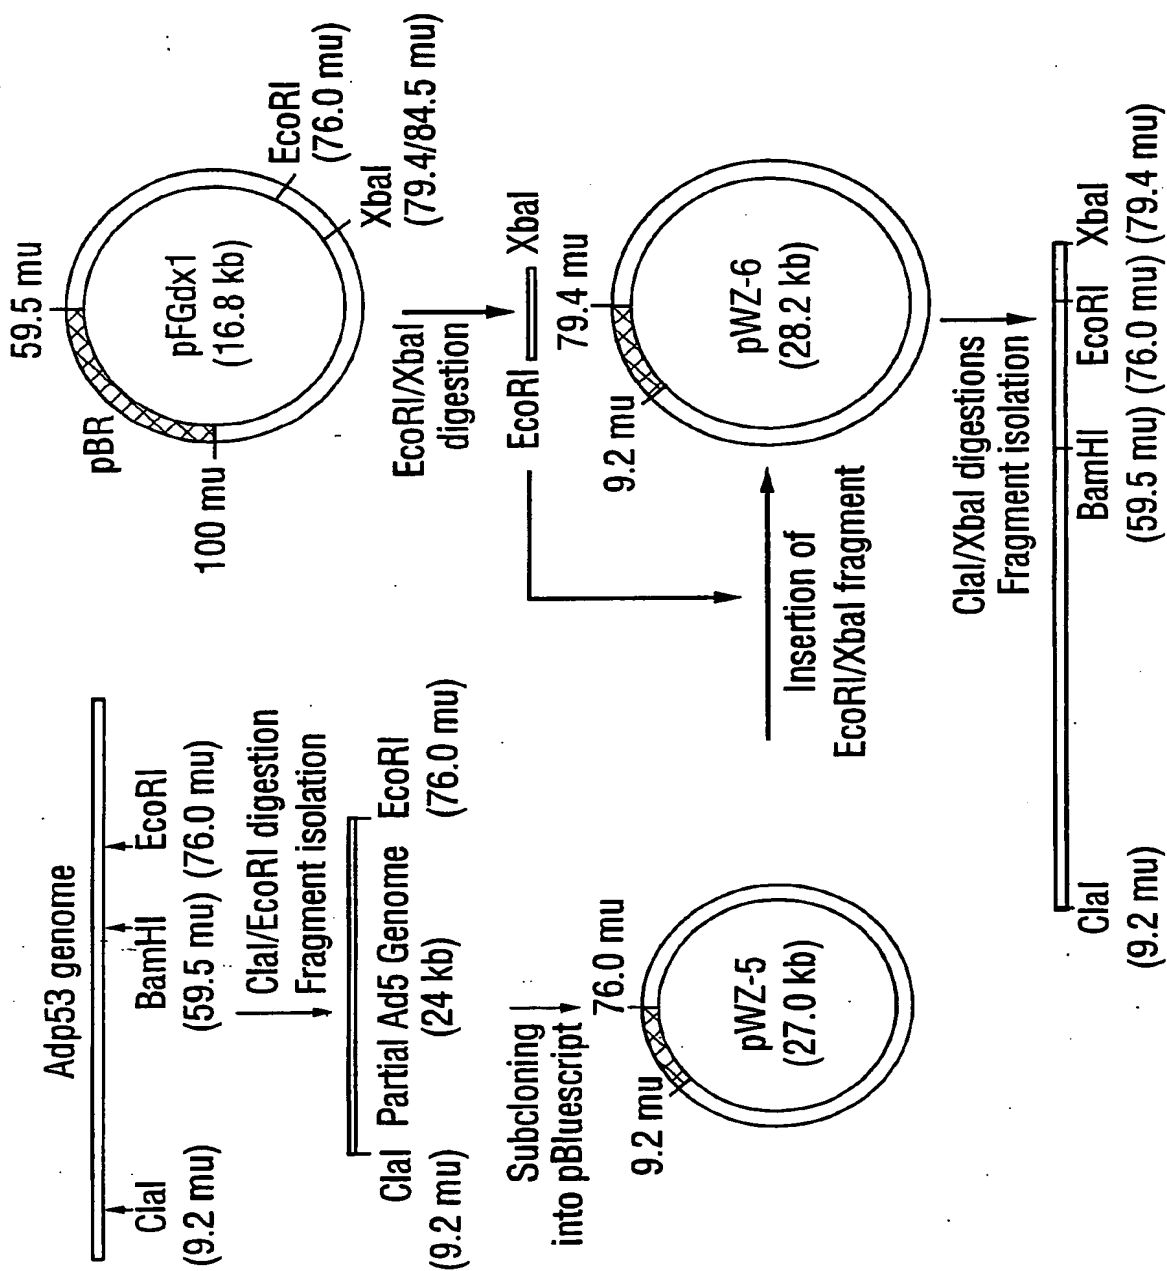 Adp53 genome
ClaI
(9.2 mu)
BamHI
(59.5 mu)
EcoRI
(76.0 mu)
ClaI/EcoRI digestion
Fragment isolation
ClaI
(9.2 mu)
Partial Ad5 Genome
(24 kb)
EcoRI
(76.0 mu)
Subcloning
into pBluescript
76.0 mu
9.2 mu
pWZ-5
(27.0 kb)
59.5 mu
pBR
100 mu
pFGdx1
(16.8 kb)
EcoRI
(76.0 mu)
XbaI
(79.4/84.5 mu)
EcoRI/XbaI
digestion
EcoRI
XbaI
Insertion of
EcoRI/XbaI fragment
79.4 mu
9.2 mu
pWZ-6
(28.2 kb)
ClaI/XbaI digestions
Fragment isolation
ClaI
(9.2 mu)
BamHI
(59.5 mu)
EcoRI
(76.0 mu)
XbaI
(79.4 mu)